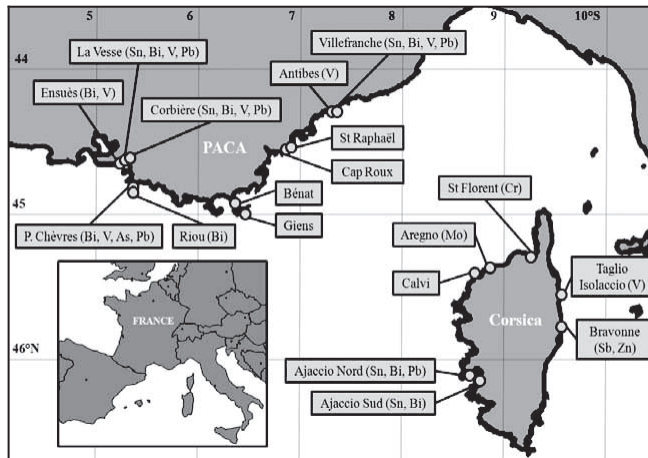 5 6 7 8 9 10°S
44
La Vesse (Sn, Bi, V, Pb)
Villefranche (Sn, Bi, V, Pb)
Antibes (V)
Ensuès (Bi, V)
Corbière (Sn, Bi, V, Pb)
PACA
St Raphaël
Cap Roux
St Florent (Cr)
Bénat
45
Giens
P. Chèvres (Bi, V, As, Pb)
Riou (Bi)
Aregno (Mo)
Calvi
Taglio
Isolaccio (V)
Corsica
Bravonne
(Sb, Zn)
FRANCE
46°N
Ajaccio Nord (Sn, Bi, Pb)
Ajaccio Sud (Sn, Bi)